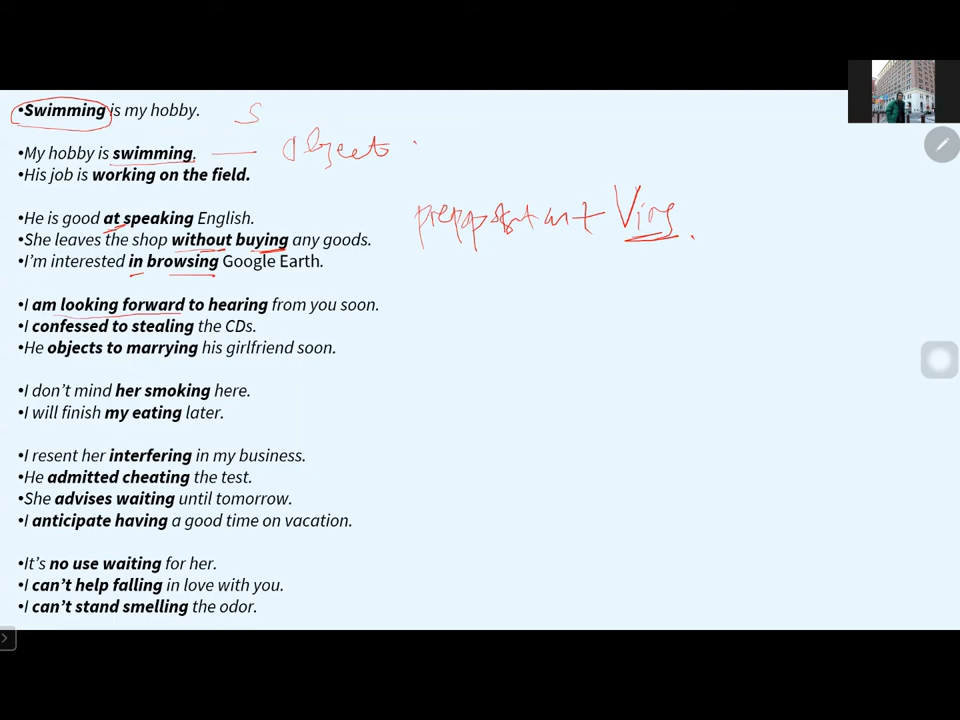 •Swimming is my hobby. S
•My hobby is swimming. — objects
•His job is working on the field.
•He is good at speaking English.
•She leaves the shop without buying any goods. + Ving.
•I'm interested in browsing Google Earth.
•I am looking forward to hearing from you soon.
•I confessed to stealing the CDs.
•He objects to marrying his girlfriend soon.
•I don't mind her smoking here.
•I will finish my eating later.
•I resent her interfering in my business.
•He admitted cheating the test.
•She advises waiting until tomorrow.
•I anticipate having a good time on vacation.
•It's no use waiting for her.
•I can't help falling in love with you.
•I can't stand smelling the odor.